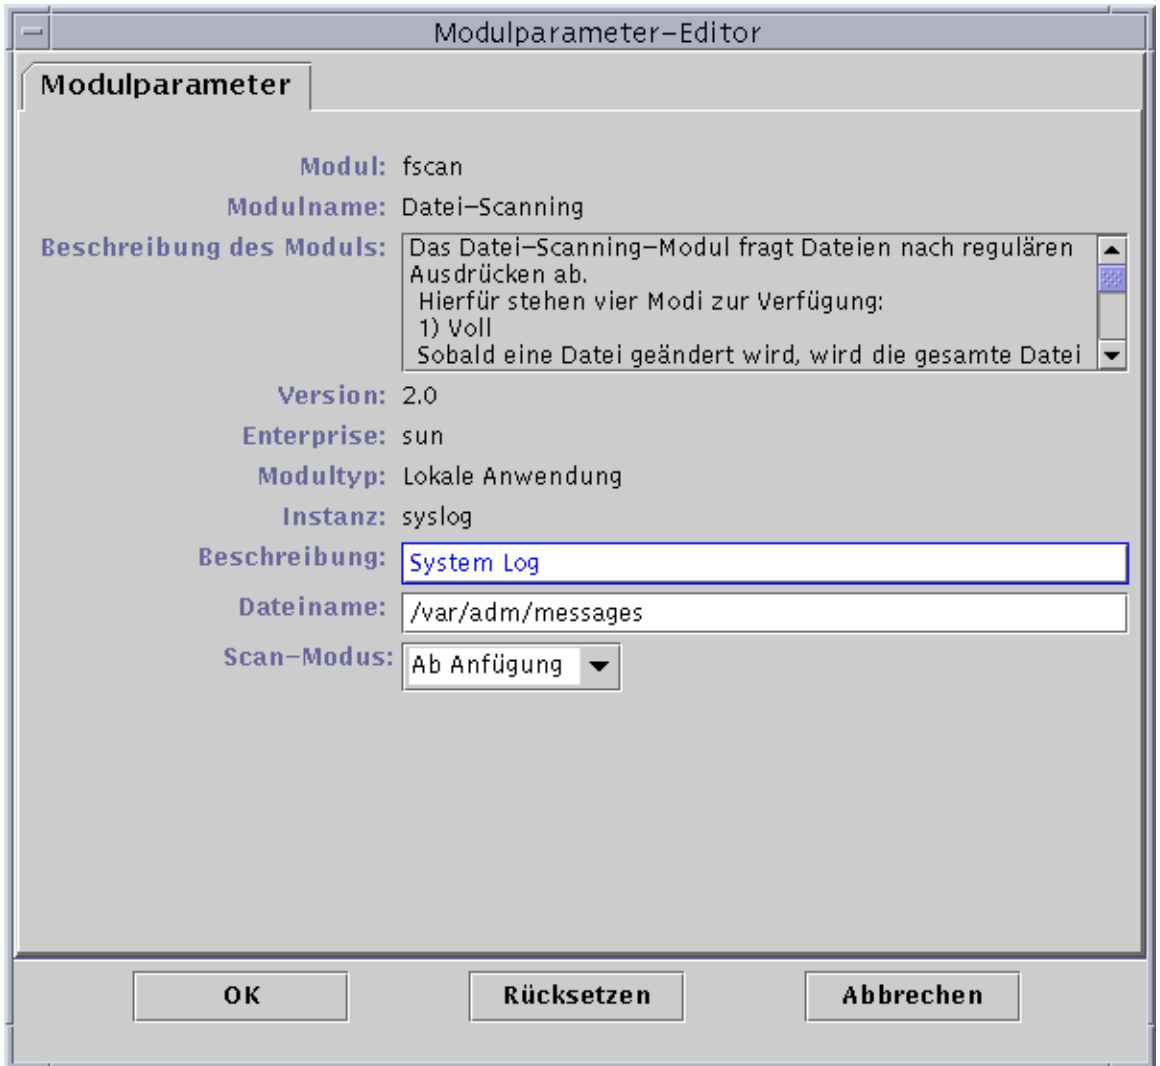 Modulparameter-Editor
Modulparameter
Modul: fscan
Modulname: Datei-Scanning
Beschreibung des Moduls: Das Datei-Scanning-Modul fragt Dateien nach regulären
Ausdrücken ab.
Hierfür stehen vier Modi zur Verfügung:
1) Voll
Sobald eine Datei geändert wird, wird die gesamte Datei
Version: 2.0
Enterprise: sun
Modultyp: Lokale Anwendung
Instanz: syslog
Beschreibung: System Log
Dateiname: /var/adm/messages
Scan-Modus: Ab Anfügung
OK Rücksetzen Abbrechen